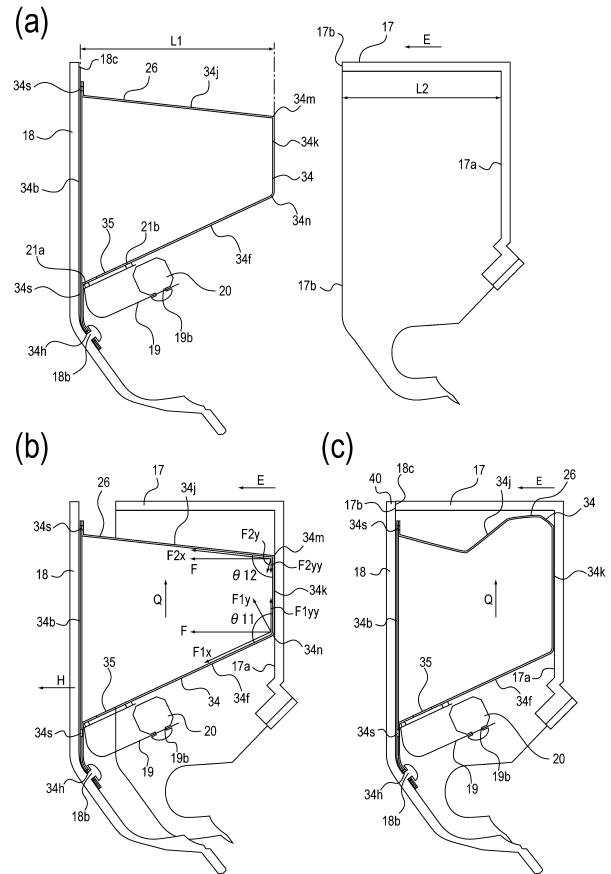 (a)
L1
18c
26
34j
34s
34m
18
34k
34b
34
34n
35
21b
34f
21a
34s
20
19
19b
34h
18b
17b
17
E
L2
17a
17b
(b)
17
E
26
34j
34s
F2y
34m
F2x
F2yy
18
F
θ12
34k
Q
F1y
F1yy
34b
θ11
F
34n
F1x
35
17a
H
34
34f
34s
20
19
19b
34h
18b
(c)
40
18c
17
34j
E
26
17b
34
34s
18
34k
Q
34b
35
17a
34f
34s
20
19
19b
34h
18b